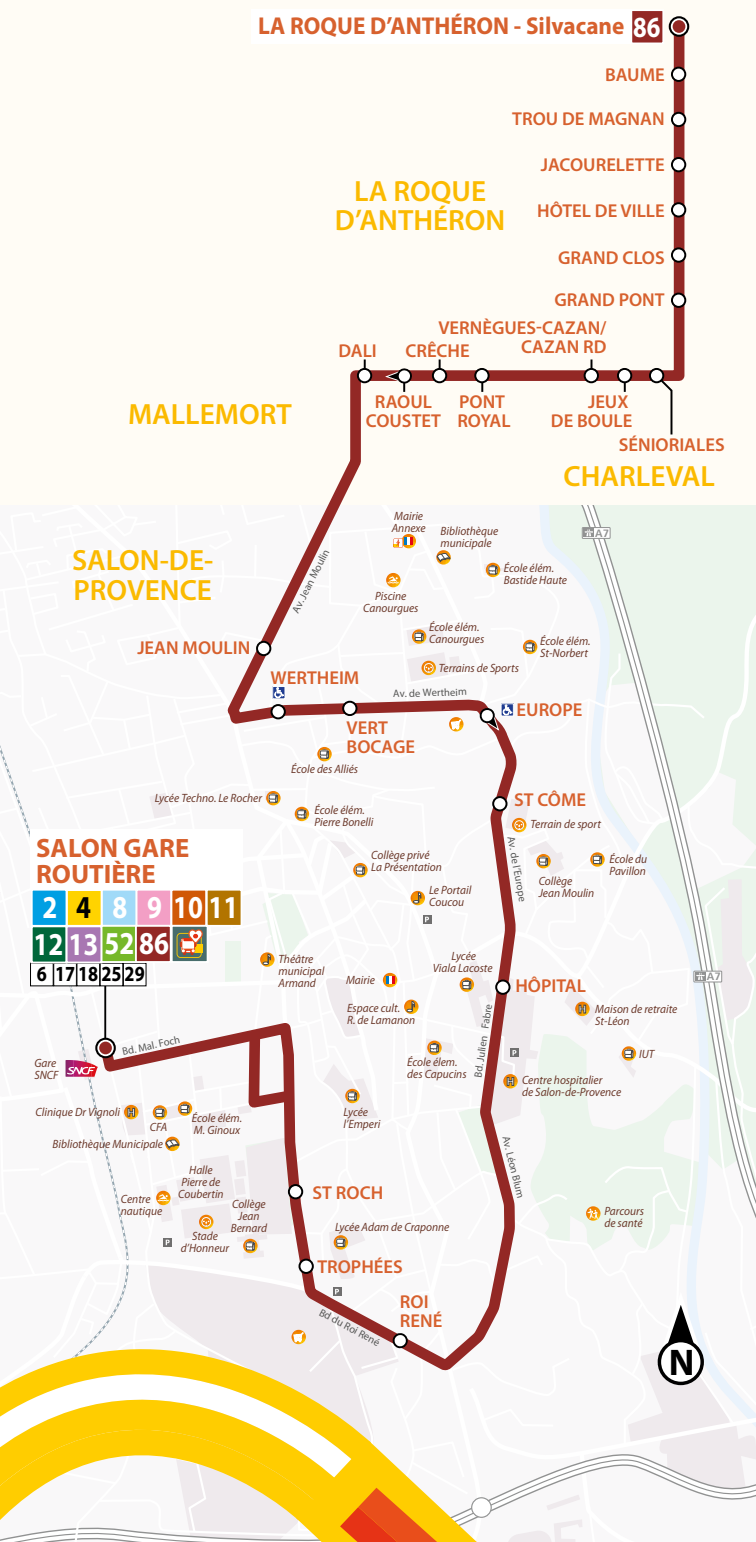 LA ROQUE D'ANTHÉRON - Silvacane 86
BAUME
TROU DE MAGNAN
JACOURELETTE
LA ROQUE
D'ANTHÉRON
HÔTEL DE VILLE
GRAND CLOS
GRAND PONT
VERNÈGUES-CAZAN/
CAZAN RD
DALI
CRÊCHE
RAOUL
COUSTET
PONT
ROYAL
JEUX
DE BOULE
SÉNIORIALES
MALLEMORT
CHARLEVAL
SALON-DE-
PROVENCE
Mairie
Annexe
Bibliothèque
municipale
A7
École élém.
Bastide Haute
Piscine
Canourgues
Av. Jean Moulin
École élém.
Canourgues
École élém.
St-Norbert
JEAN MOULIN
Terrains de Sports
WERTHEIM
Av. de Wertheim
EUROPE
VERT
BOCAGE
École des Alliés
Lycée Techno. Le Rocher
École élém.
Pierre Bonelli
ST CÔME
Terrain de sport
Av. de l'Europe
SALON GARE
ROUTIÈRE
2 4 8 9 10 11
12 13 52 86
6 17 18 25 29
Collège privé
La Présentation
École du
Pavillon
Collège
Jean Moulin
Le Portail
Coucou
P
Théâtre
municipal
Armand
Mairie
Lycée
Viala Lacoste
A7
HÔPITAL
Espace cult.
R. de Lamanon
Maison de retraite
St-Léon
Bd. Julien Fabre
Bd. Mal. Foch
Gare
SNCF
SNCF
École élem.
des Capucins
P
IUT
H
Centre hospitalier
de Salon-de-Provence
Clinique Dr Vignoli
H
CFA
École élém.
M. Ginoux
Lycée
l'Emperi
Bibliothèque Municipale
Av. Léon Blum
Halle
Pierre de
Coubertin
Centre
nautique
ST ROCH
Collège
Jean
Bernard
Stade
d'Honneur
P
Lycée Adam de Craponne
Parcours
de santé
TROPHÉES
P
ROI
RENÉ
Bd du Roi René
N